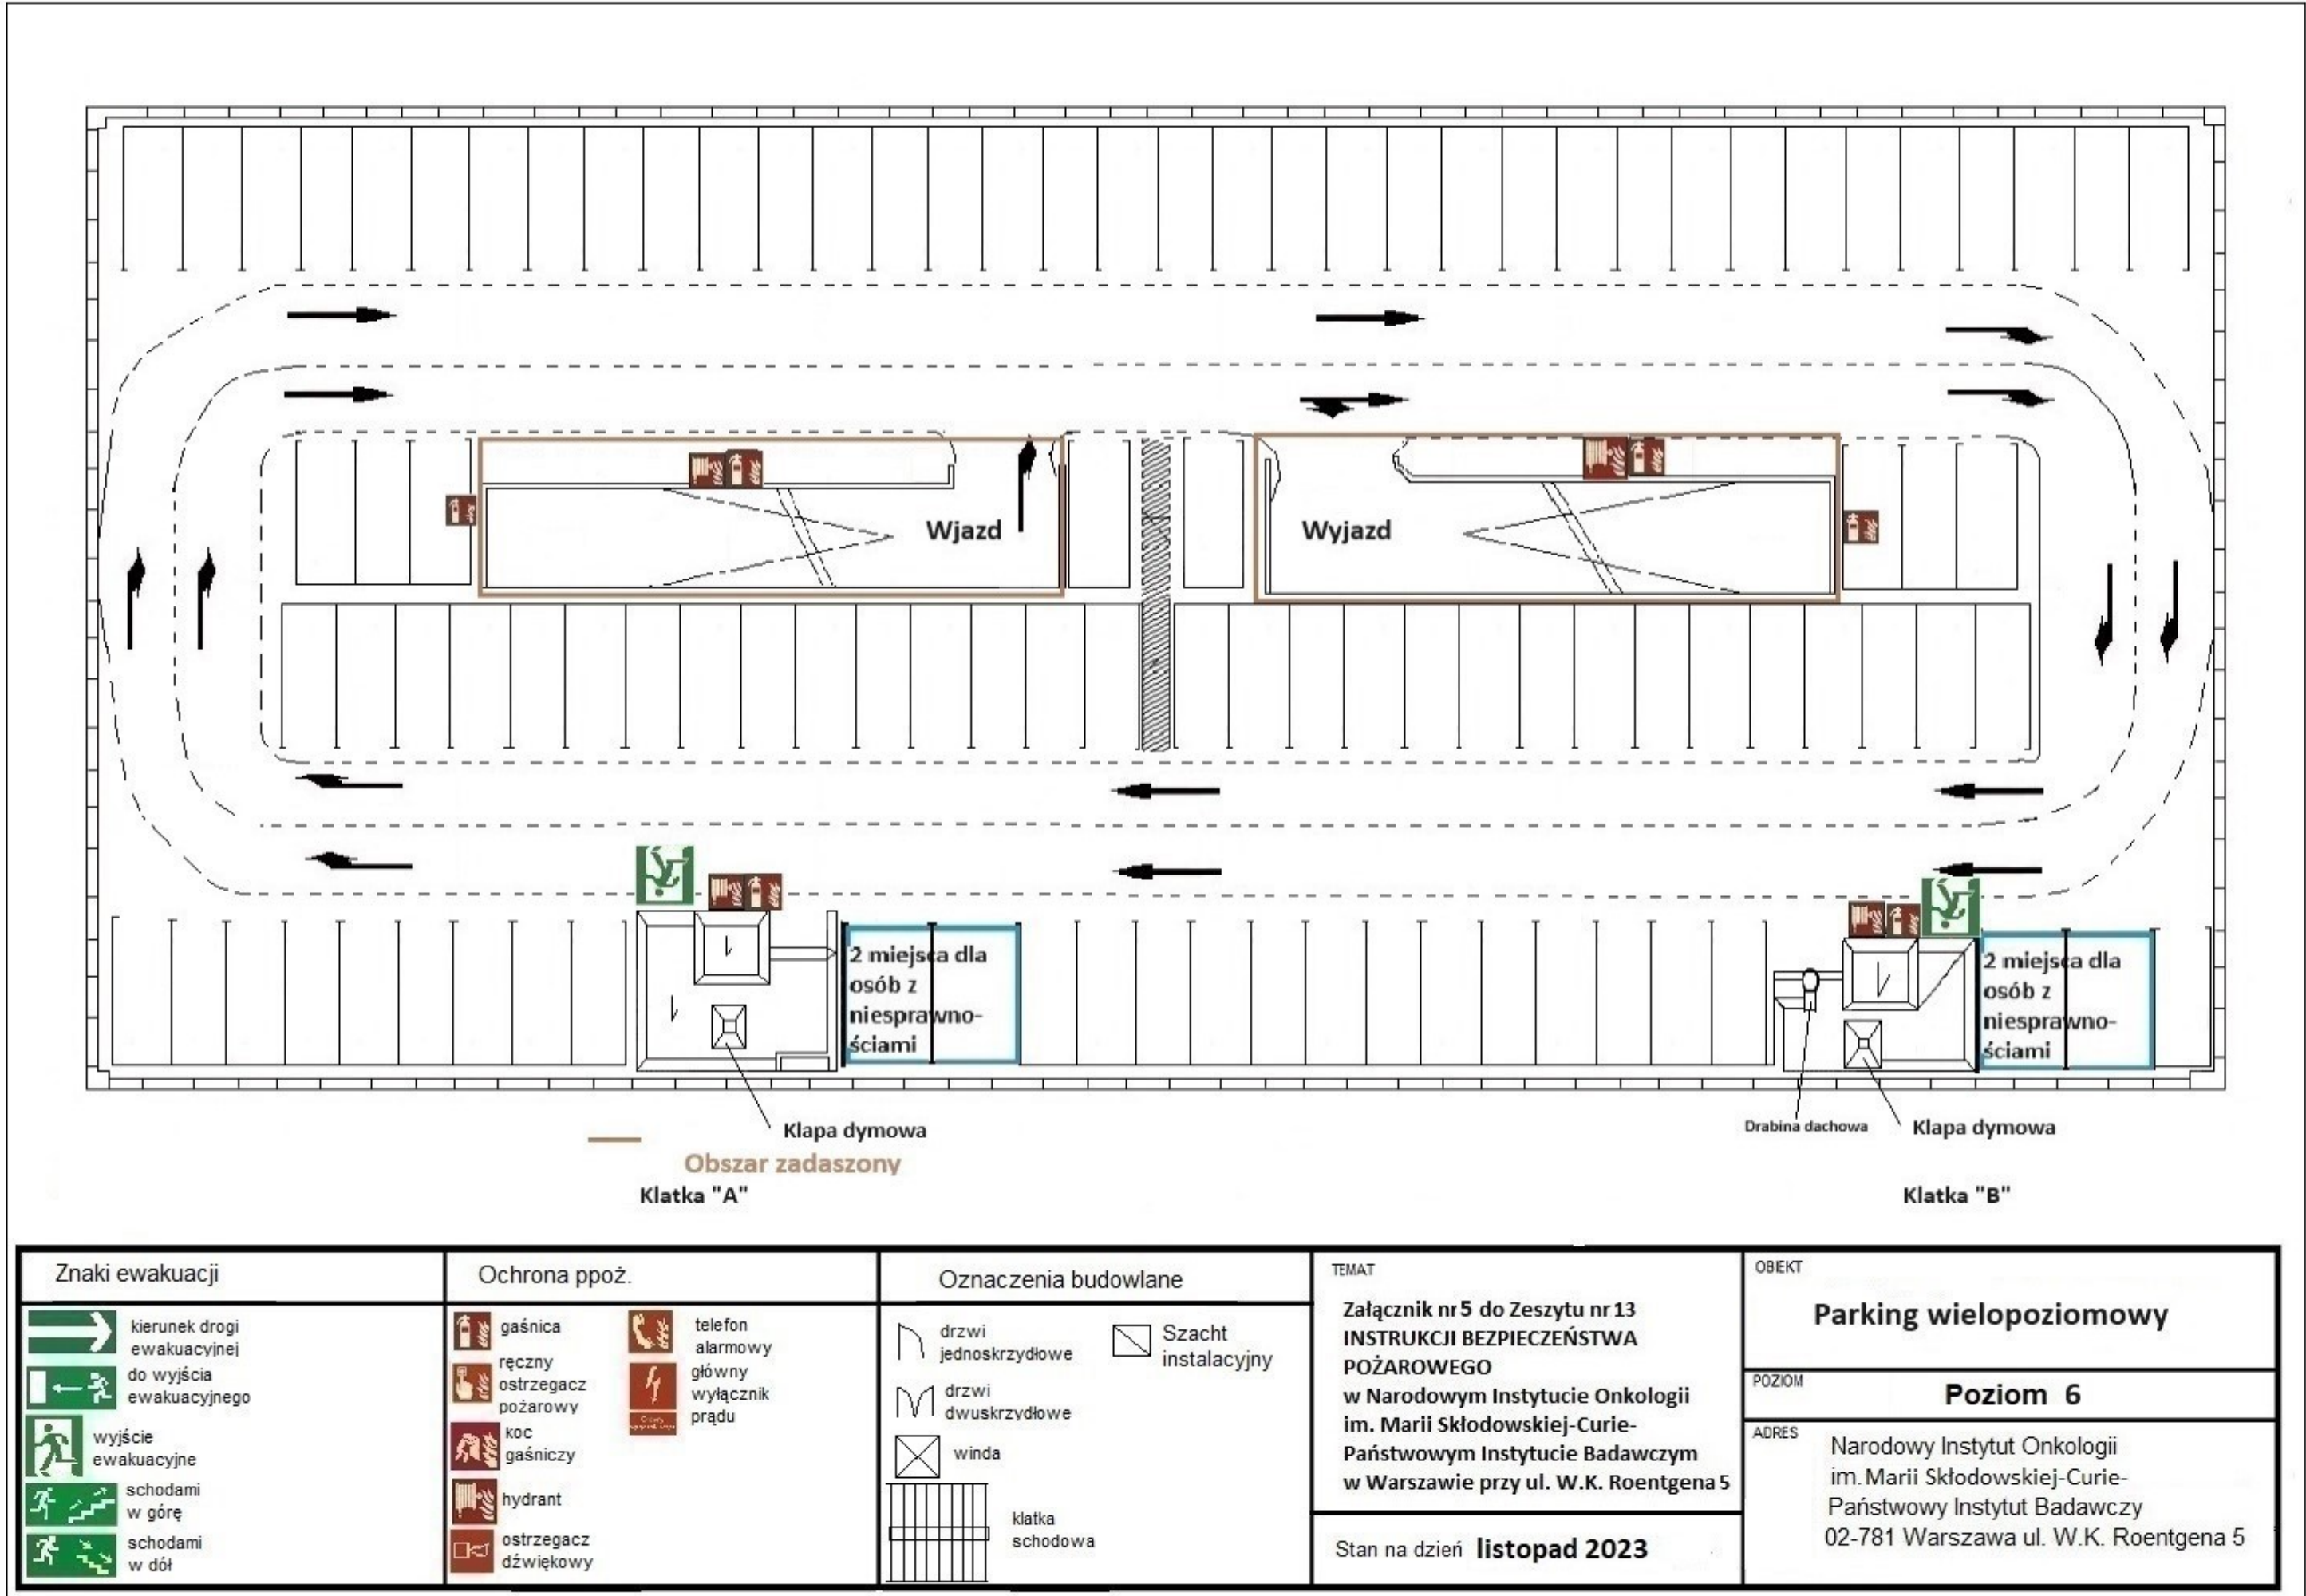 Wjazd
Wyjazd
2 miejsca dla
osób z
niesprawno-
ściami
2 miejsca dla
osób z
niesprawno-
ściami
Klapa dymowa
Drabina dachowa
Klapa dymowa
Obszar zadaszony
Klatka "A"
Klatka "B"
Znaki ewakuacji
kierunek drogi
ewakuacyjnej
do wyjścia
ewakuacyjnego
wyjście
ewakuacyjne
schodami
w górę
schodami
w dół
Ochrona ppoż.
gaśnica
ręczny
ostrzegacz
pożarowy
koc
gaśniczy
hydrant
ostrzegacz
dźwiękowy
telefon
alarmowy
główny
wyłącznik
prądu
Oznaczenia budowlane
drzwi
jednoskrzydłowe
drzwi
dwuskrzydłowe
winda
klatka
schodowa
Szacht
instalacyjny
TEMAT
Załącznik nr 5 do Zeszytu nr 13
INSTRUKCJI BEZPIECZEŃSTWA
POŻAROWEGO
w Narodowym Instytucie Onkologii
im. Marii Skłodowskiej-Curie-
Państwowym Instytucie Badawczym
w Warszawie przy ul. W.K. Roentgena 5
Stan na dzień listopad 2023
OBIEKT
Parking wielopoziomowy
POZIOM
Poziom 6
ADRES
Narodowy Instytut Onkologii
im. Marii Skłodowskiej-Curie-
Państwowy Instytut Badawczy
02-781 Warszawa ul. W.K. Roentgena 5